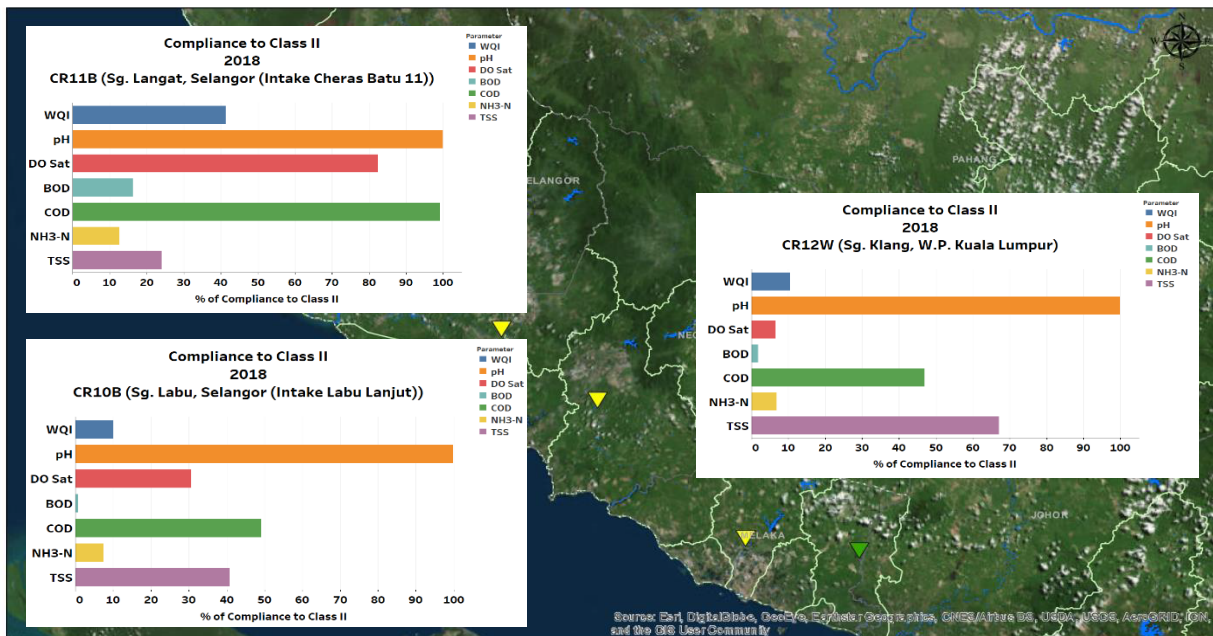 Compliance to Class II
2018
CR11B (Sg. Langat, Selangor (Intake Cheras Batu 11))
Parameter
WQI
pH
DO Sat
BOD
COD
NH3-N
TSS
WQI
pH
DO Sat
BOD
COD
NH3-N
TSS
0 10 20 30 40 50 60 70 80 90 100
% of Compliance to Class II
ELANGOR
PAHANG
N
W
S
Compliance to Class II
2018
CR12W (Sg. Klang, W.P. Kuala Lumpur)
Parameter
WQI
pH
DO Sat
BOD
COD
NH3-N
TSS
WQI
pH
DO Sat
BOD
COD
NH3-N
TSS
0 10 20 30 40 50 60 70 80 90 100
% of Compliance to Class II
Compliance to Class II
2018
CR10B (Sg. Labu, Selangor (Intake Labu Lanjut))
Parameter
WQI
pH
DO Sat
BOD
COD
NH3-N
TSS
WQI
pH
DO Sat
BOD
COD
NH3-N
TSS
0 10 20 30 40 50 60 70 80 90 100
% of Compliance to Class II
JOHOR
MELAKA
Source: Esri, DigitalGlobe, GeoEye, Earthstar Geographics, CNES/Airbus DS, USDA, USGS, AeroGRID, IGN,
and the GIS User Community